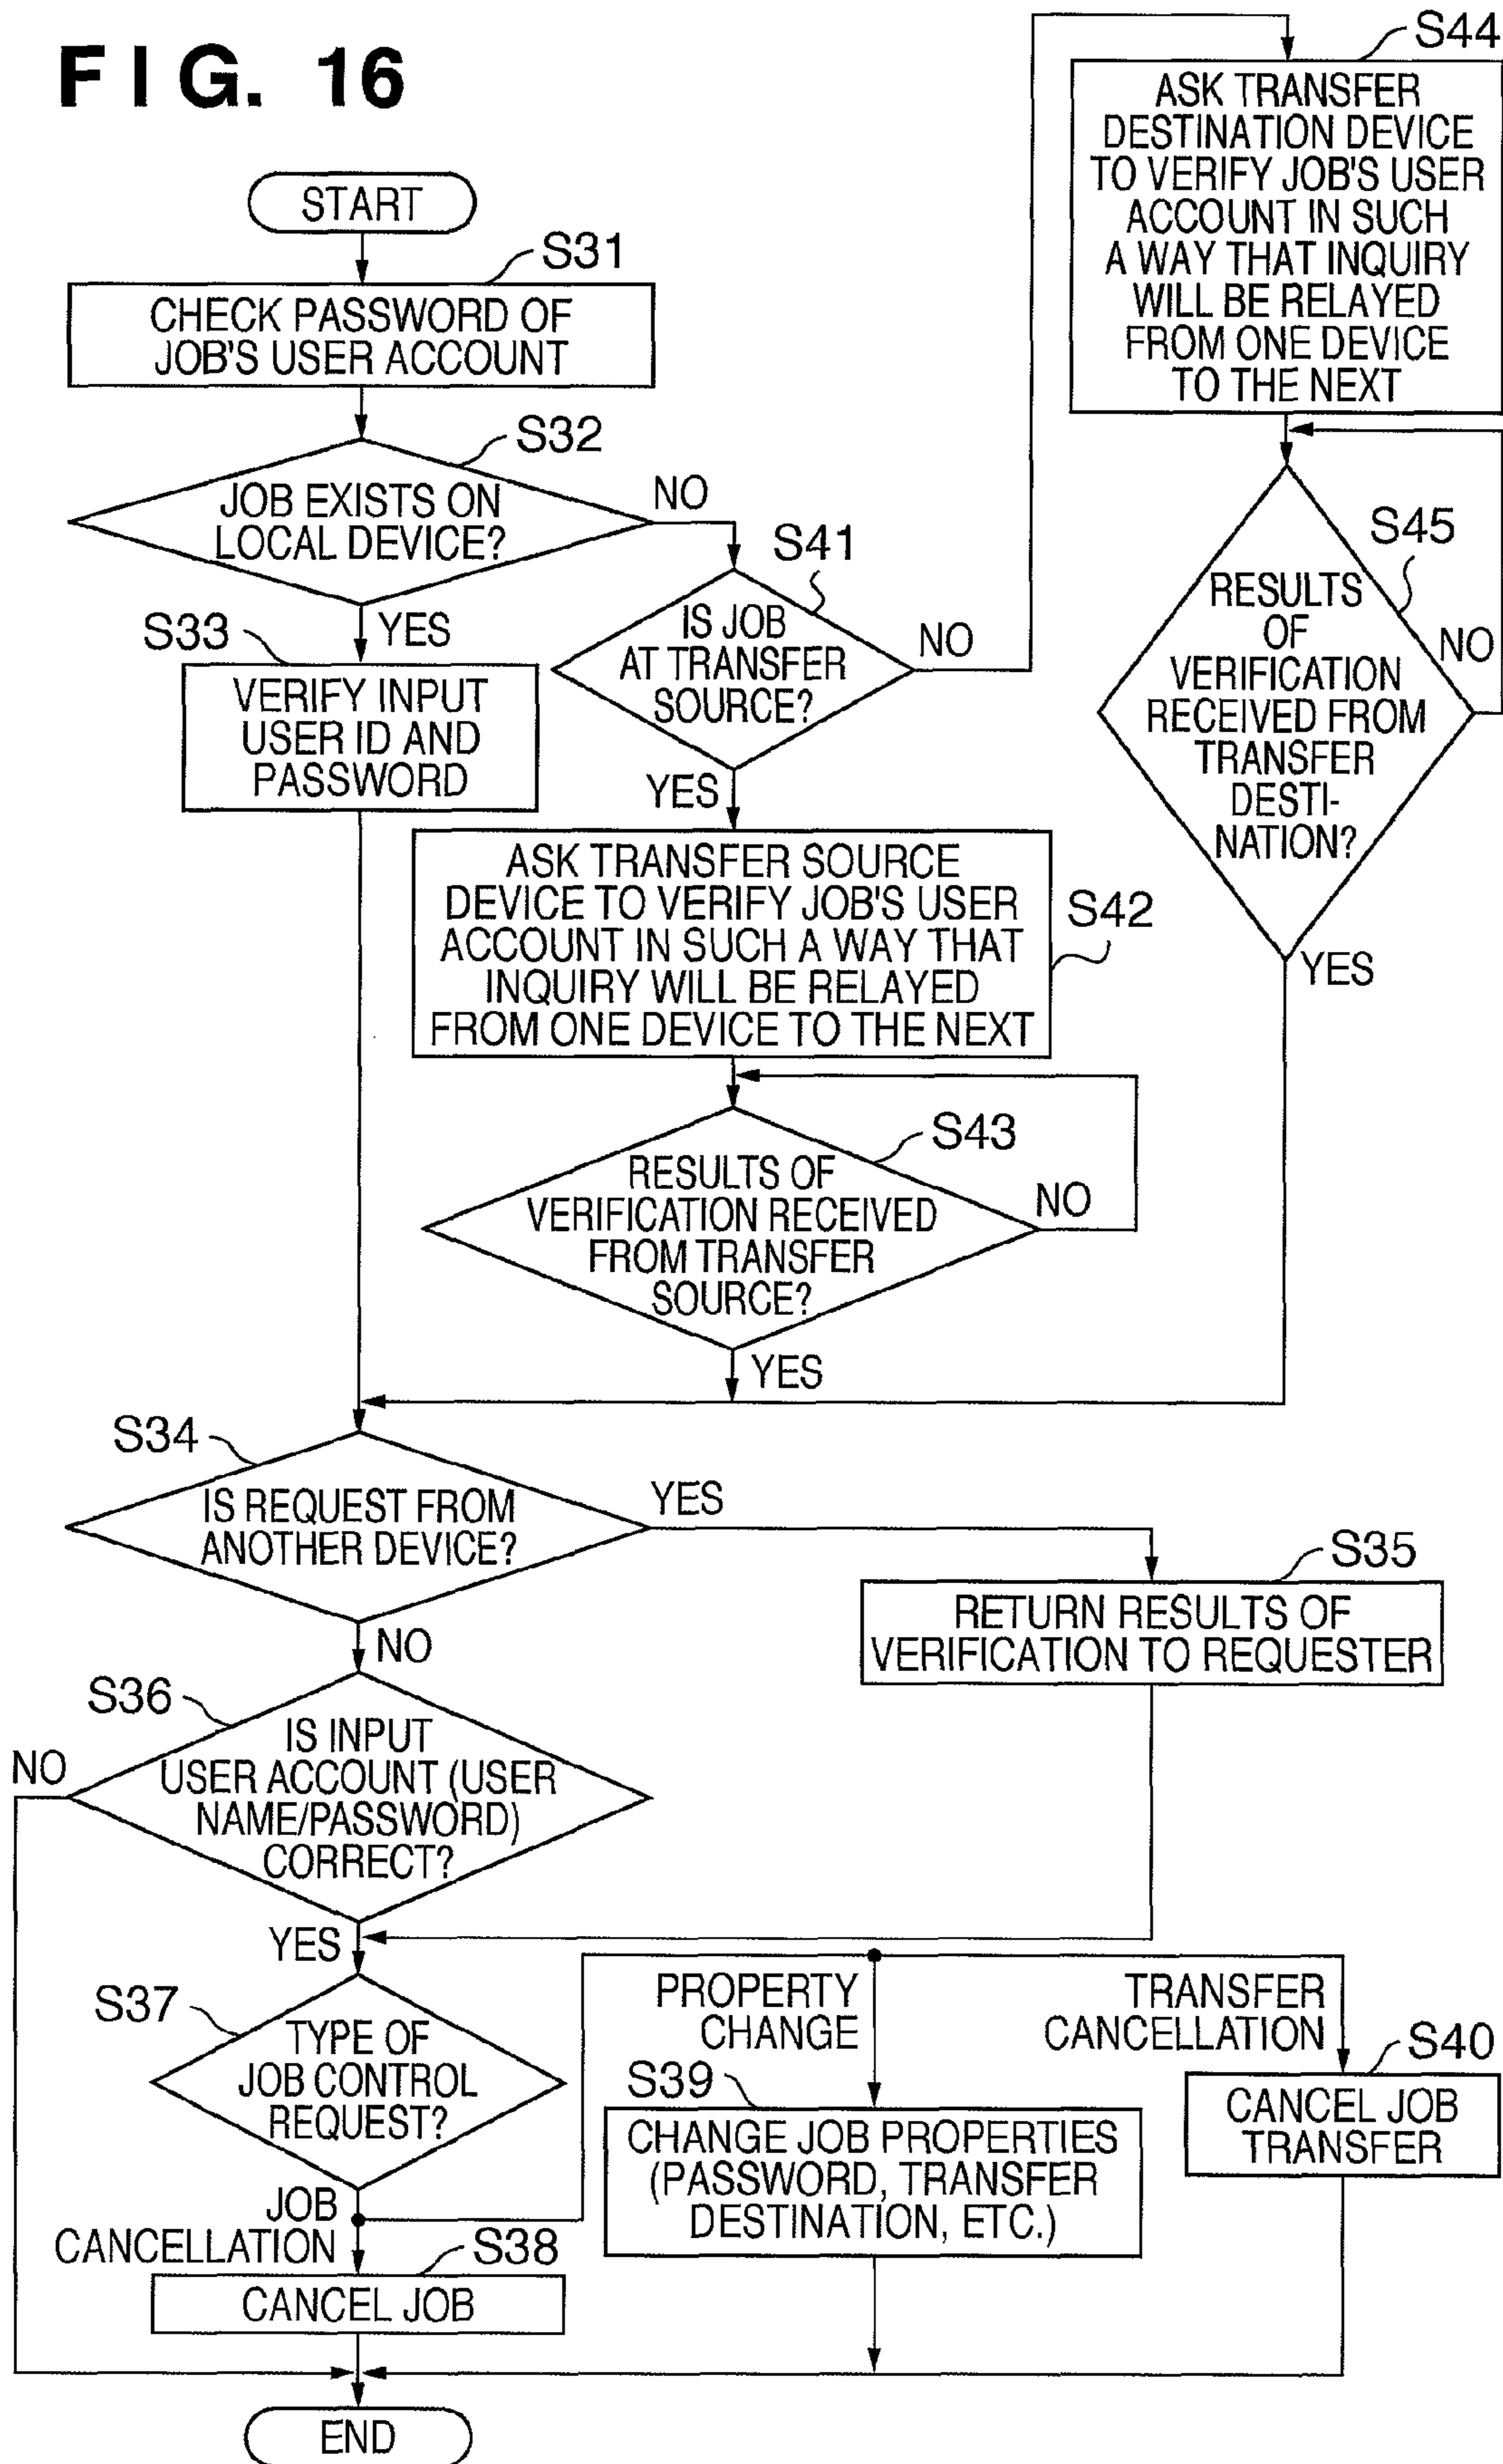 FIG. 16
START
S31
CHECK PASSWORD OF
JOB'S USER ACCOUNT
S32
JOB EXISTS ON
LOCAL DEVICE?
NO
YES
S33
VERIFY INPUT
USER ID AND
PASSWORD
S41
IS JOB
AT TRANSFER
SOURCE?
NO
YES
S42
ASK TRANSFER SOURCE
DEVICE TO VERIFY JOB'S USER
ACCOUNT IN SUCH A WAY THAT
INQUIRY WILL BE RELAYED
FROM ONE DEVICE TO THE NEXT
S43
RESULTS OF
VERIFICATION RECEIVED
FROM TRANSFER
SOURCE?
NO
YES
S44
ASK TRANSFER
DESTINATION DEVICE
TO VERIFY JOB'S USER
ACCOUNT IN SUCH
A WAY THAT INQUIRY
WILL BE RELAYED
FROM ONE DEVICE
TO THE NEXT
S45
RESULTS
OF
VERIFICATION
RECEIVED FROM
TRANSFER
DESTI-
NATION?
NO
YES
S34
IS REQUEST FROM
ANOTHER DEVICE?
YES
NO
S35
RETURN RESULTS OF
VERIFICATION TO REQUESTER
S36
IS INPUT
USER ACCOUNT (USER
NAME/PASSWORD)
CORRECT?
NO
YES
S37
TYPE OF
JOB CONTROL
REQUEST?
JOB
CANCELLATION
S38
CANCEL JOB
PROPERTY
CHANGE
S39
CHANGE JOB PROPERTIES
(PASSWORD, TRANSFER
DESTINATION, ETC.)
TRANSFER
CANCELLATION
S40
CANCEL JOB
TRANSFER
END